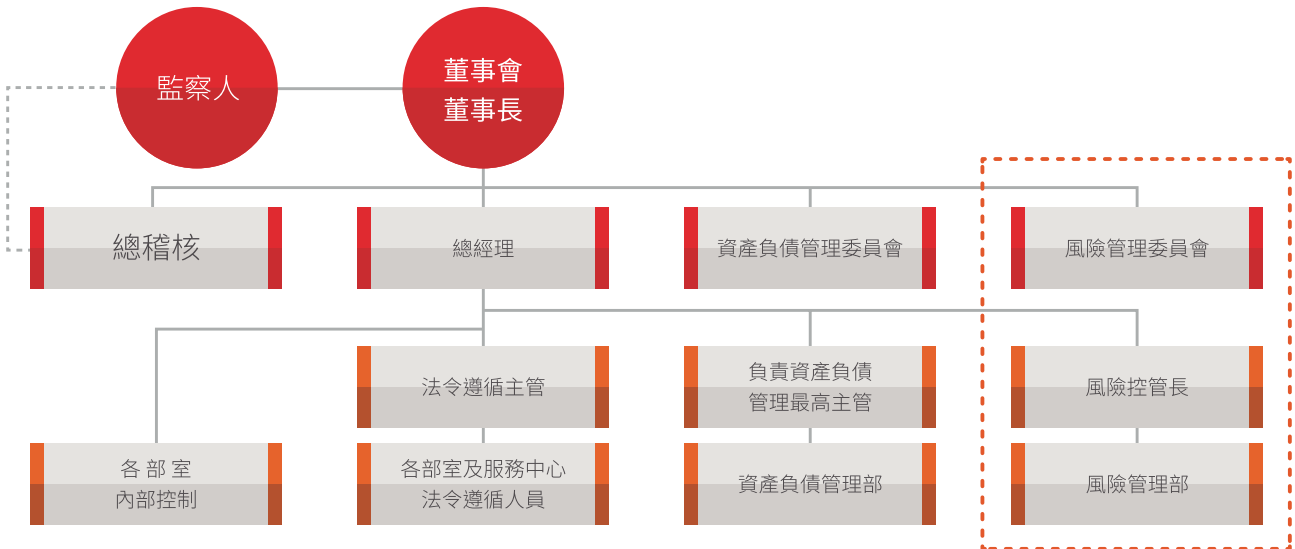 監察人
董事會
董事長
總稽核
總經理
資產負債管理委員會
風險管理委員會
法令遵循主管
負責資產負債
管理最高主管
風險控管長
各部室
內部控制
各部室及服務中心
法令遵循人員
資產負債管理部
風險管理部